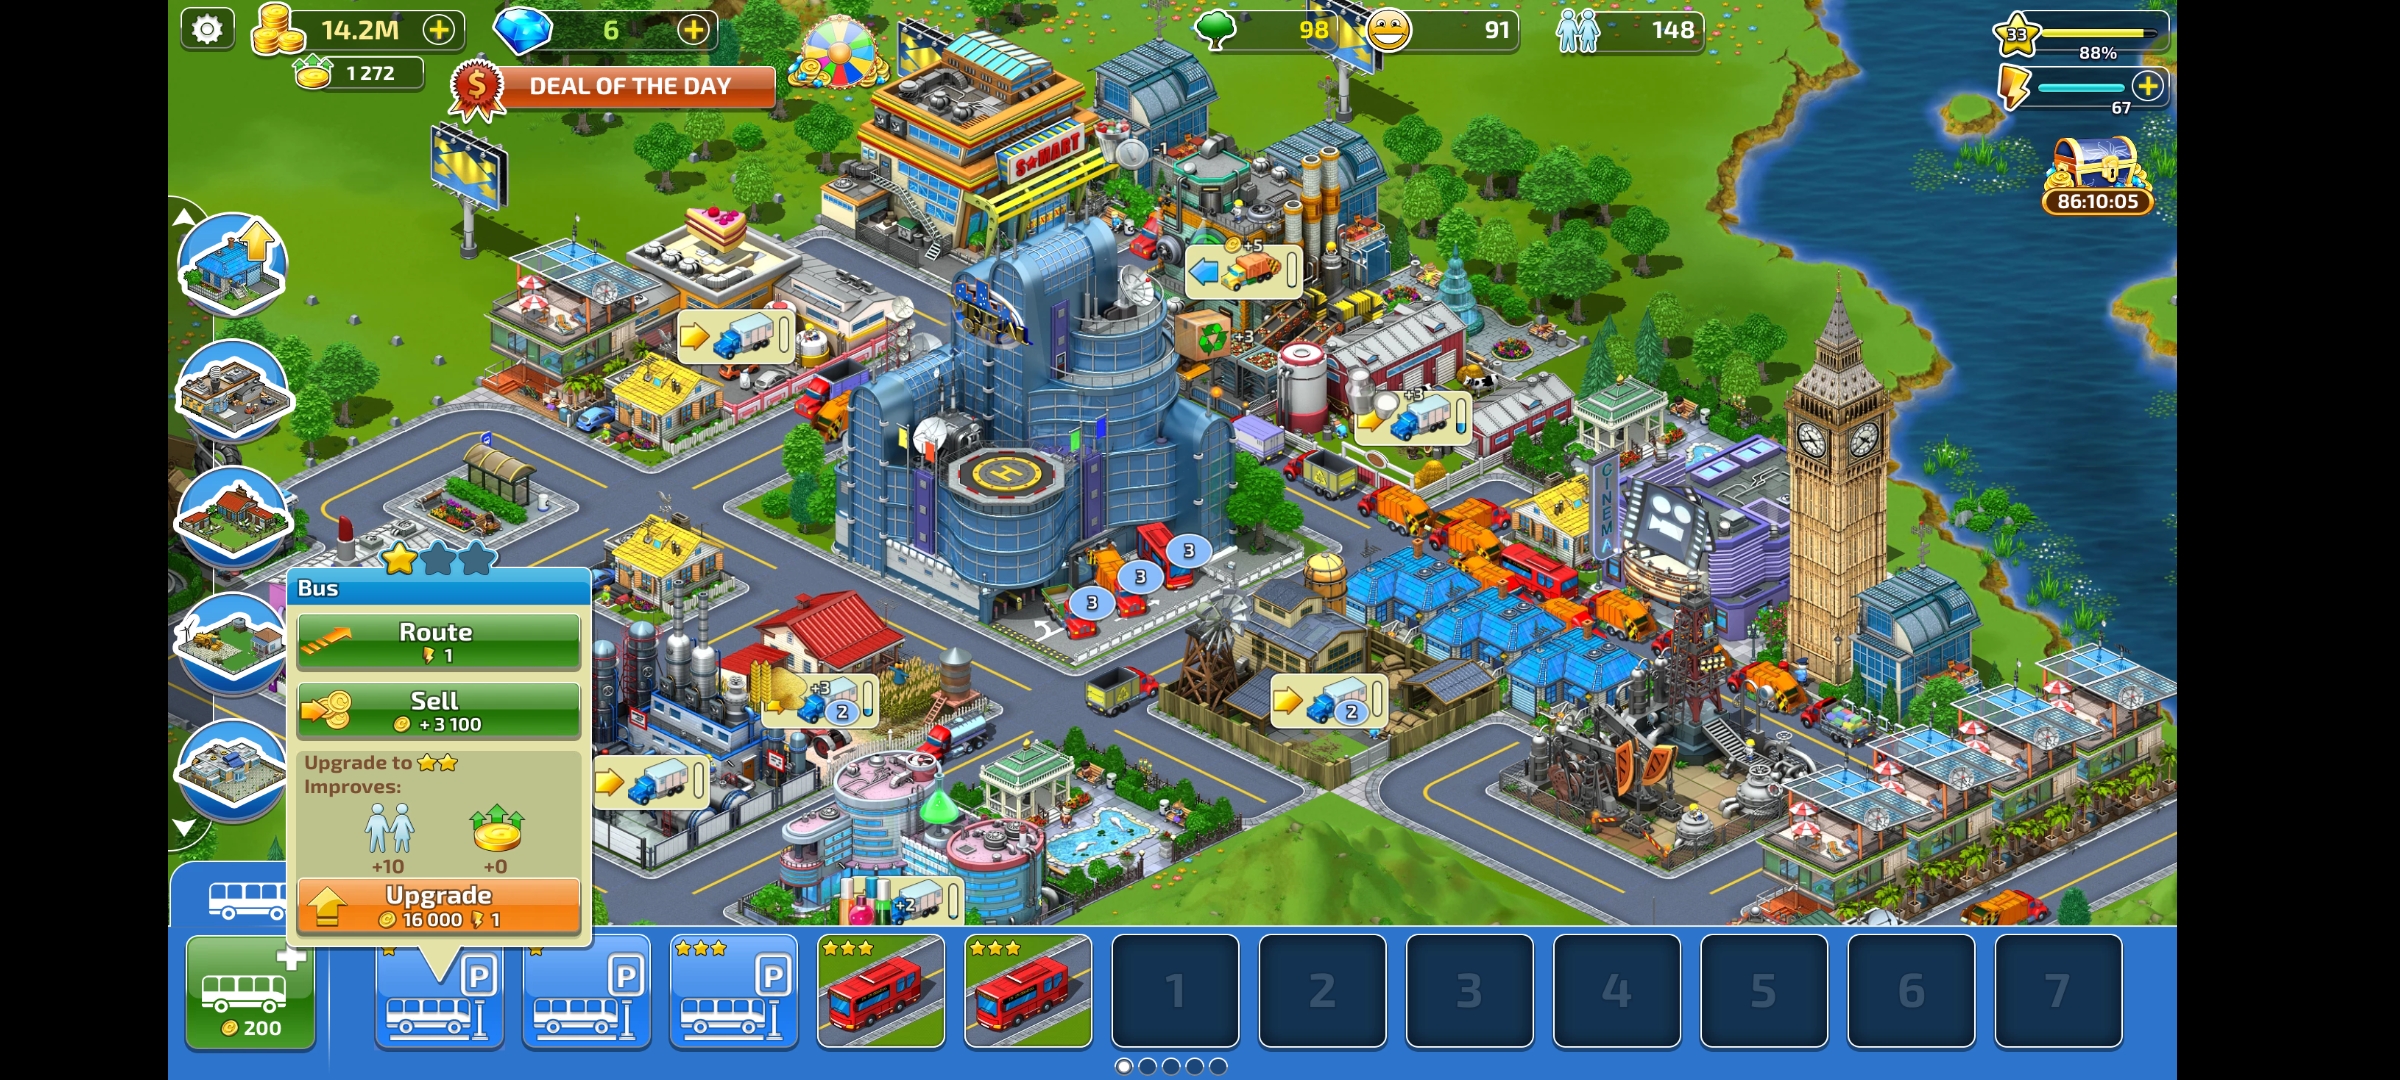 14.2M
6
98
91
148
33
88%
1 272
DEAL OF THE DAY
67
86:10:05
S★MART
-1
+5
+3
+3
CINEMA
H
3
3
3
Bus
Route
1
Sell
+ 3 100
+3
2
2
Upgrade to
Improves:
+10
+0
Upgrade
16 000 1
+2
P
P
P
200
1
2
3
4
5
6
7